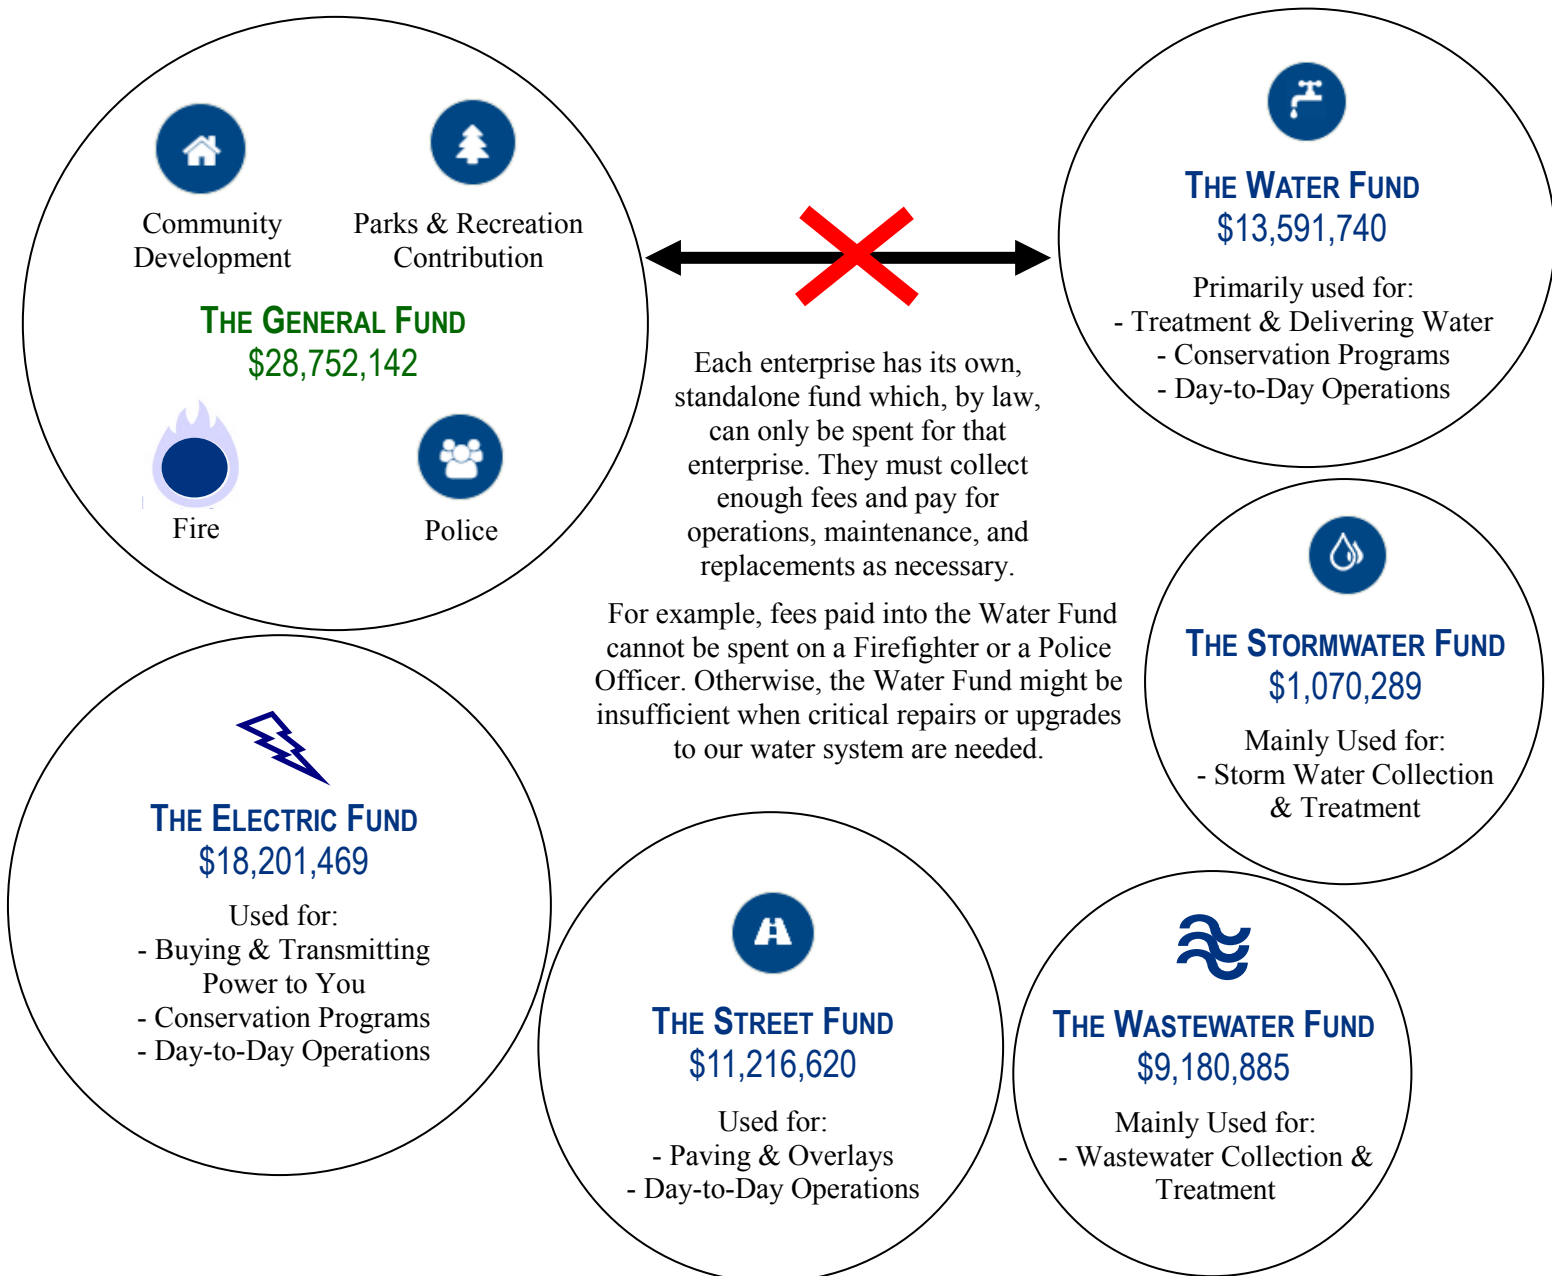 Community
Development
Parks & Recreation
Contribution
THE GENERAL FUND
$28,752,142
Fire
Police
THE WATER FUND
$13,591,740
Primarily used for:
- Treatment & Delivering Water
- Conservation Programs
- Day-to-Day Operations
Each enterprise has its own,
standalone fund which, by law,
can only be spent for that
enterprise. They must collect
enough fees and pay for
operations, maintenance, and
replacements as necessary.
For example, fees paid into the Water Fund
cannot be spent on a Firefighter or a Police
Officer. Otherwise, the Water Fund might be
insufficient when critical repairs or upgrades
to our water system are needed.
THE STORMWATER FUND
$1,070,289
Mainly Used for:
- Storm Water Collection
& Treatment
THE ELECTRIC FUND
$18,201,469
Used for:
- Buying & Transmitting
Power to You
- Conservation Programs
- Day-to-Day Operations
THE STREET FUND
$11,216,620
Used for:
- Paving & Overlays
- Day-to-Day Operations
THE WASTEWATER FUND
$9,180,885
Mainly Used for:
- Wastewater Collection &
Treatment